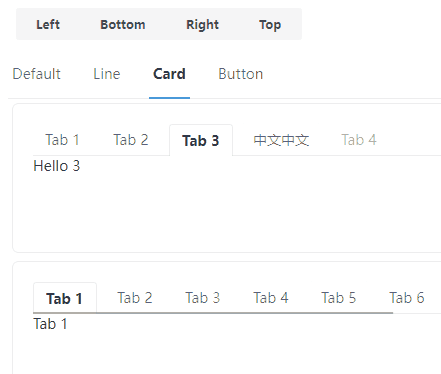 Left Bottom Right Top
Default Line Card Button
Tab 1 Tab 2 Tab 3 中文中文 Tab 4
Hello 3
Tab 1 Tab 2 Tab 3 Tab 4 Tab 5 Tab 6
Tab 1